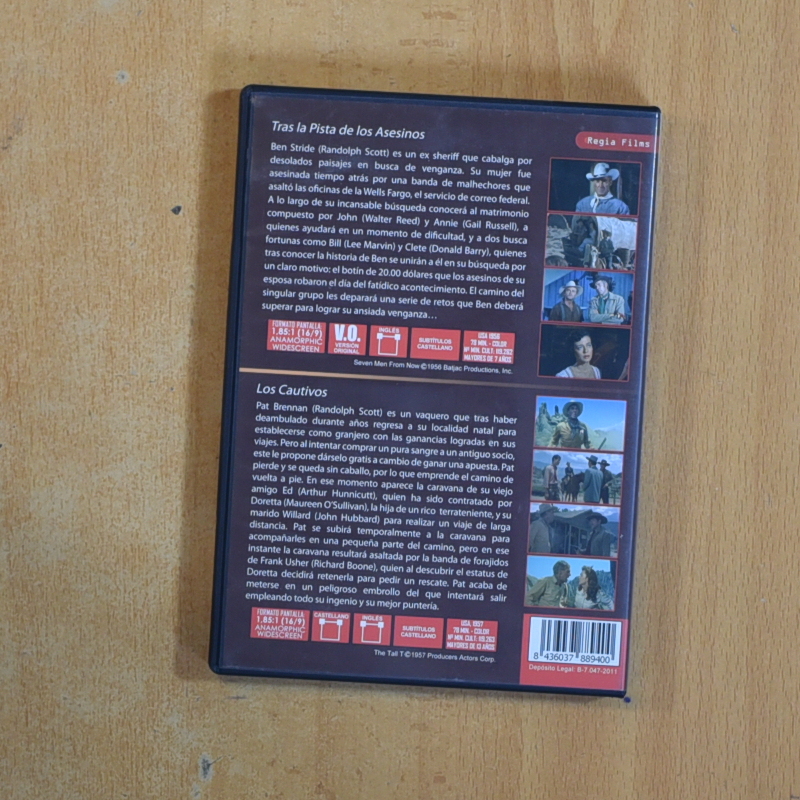 Tras la Pista de los Asesinos
Regia Films
Ben Stride (Randolph Scott) es un ex sheriff que cabalga por
desolados paisajes en busca de venganza. Su mujer fue
asesinada tiempo atrás por una banda de malhechores que
asaltó las oficinas de la Wells Fargo, el servicio de correo federal.
A lo largo de su incansable búsqueda conocerá al matrimonio
compuesto por John (Walter Reed) y Annie (Gail Russell), a
quienes ayudará en un momento de dificultad, y a dos busca
fortunas como Bill (Lee Marvin) y Clete (Donald Barry), quienes
tras conocer la historia de Ben se unirán a él en su búsqueda por
un claro motivo: el botín de 20.00 dólares que los asesinos de su
esposa robaron el día del fatídico acontecimiento. El camino del
singular grupo les deparará una serie de retos que Ben deberá
superar para lograr su ansiada venganza...
FORMATO PANTALLA
1,85:1 (16/9)
ANAMORPHIC
WIDESCREEN
V.O.
VERSIÓN
ORIGINAL
INGLÉS
SUBTÍTULOS
CASTELLANO
USA 1956
78 MIN. - COLOR
Nº MIN. CULT: 119.262
MAYORES DE 7 AÑOS
Seven Men From Now ©1956 Batjac Productions, Inc.
Los Cautivos
Pat Brennan (Randolph Scott) es un vaquero que tras haber
deambulado durante años regresa a su localidad natal para
establecerse como granjero con las ganancias logradas en sus
viajes. Pero al intentar comprar un pura sangre a un antiguo socio,
este le propone dárselo gratis a cambio de ganar una apuesta. Pat
pierde y se queda sin caballo, por lo que emprende el camino de
vuelta a pie. En ese momento aparece la caravana de su viejo
amigo Ed (Arthur Hunnicutt), quien ha sido contratado por
Doretta (Maureen O'Sullivan), la hija de un rico terrateniente, y su
marido Willard (John Hubbard) para realizar un viaje de larga
distancia. Pat se subirá temporalmente a la caravana para
acompañarles en una pequeña parte del camino, pero en ese
instante la caravana resultará asaltada por la banda de forajidos
de Frank Usher (Richard Boone), quien al descubrir el estatus de
Doretta decidirá retenerla para pedir un rescate. Pat acaba de
meterse en un peligroso embrollo del que intentará salir
empleando todo su ingenio y su mejor puntería.
FORMATO PANTALLA
1,85:1 (16/9)
ANAMORPHIC
WIDESCREEN
CASTELLANO
INGLÉS
SUBTÍTULOS
CASTELLANO
USA, 1957
78 MIN. - COLOR
Nº MIN. CULT: 119.263
MAYORES DE 13 AÑOS
The Tall T ©1957 Producers Actors Corp.
8 436037 889400
Depósito Legal: B-7.047-2011